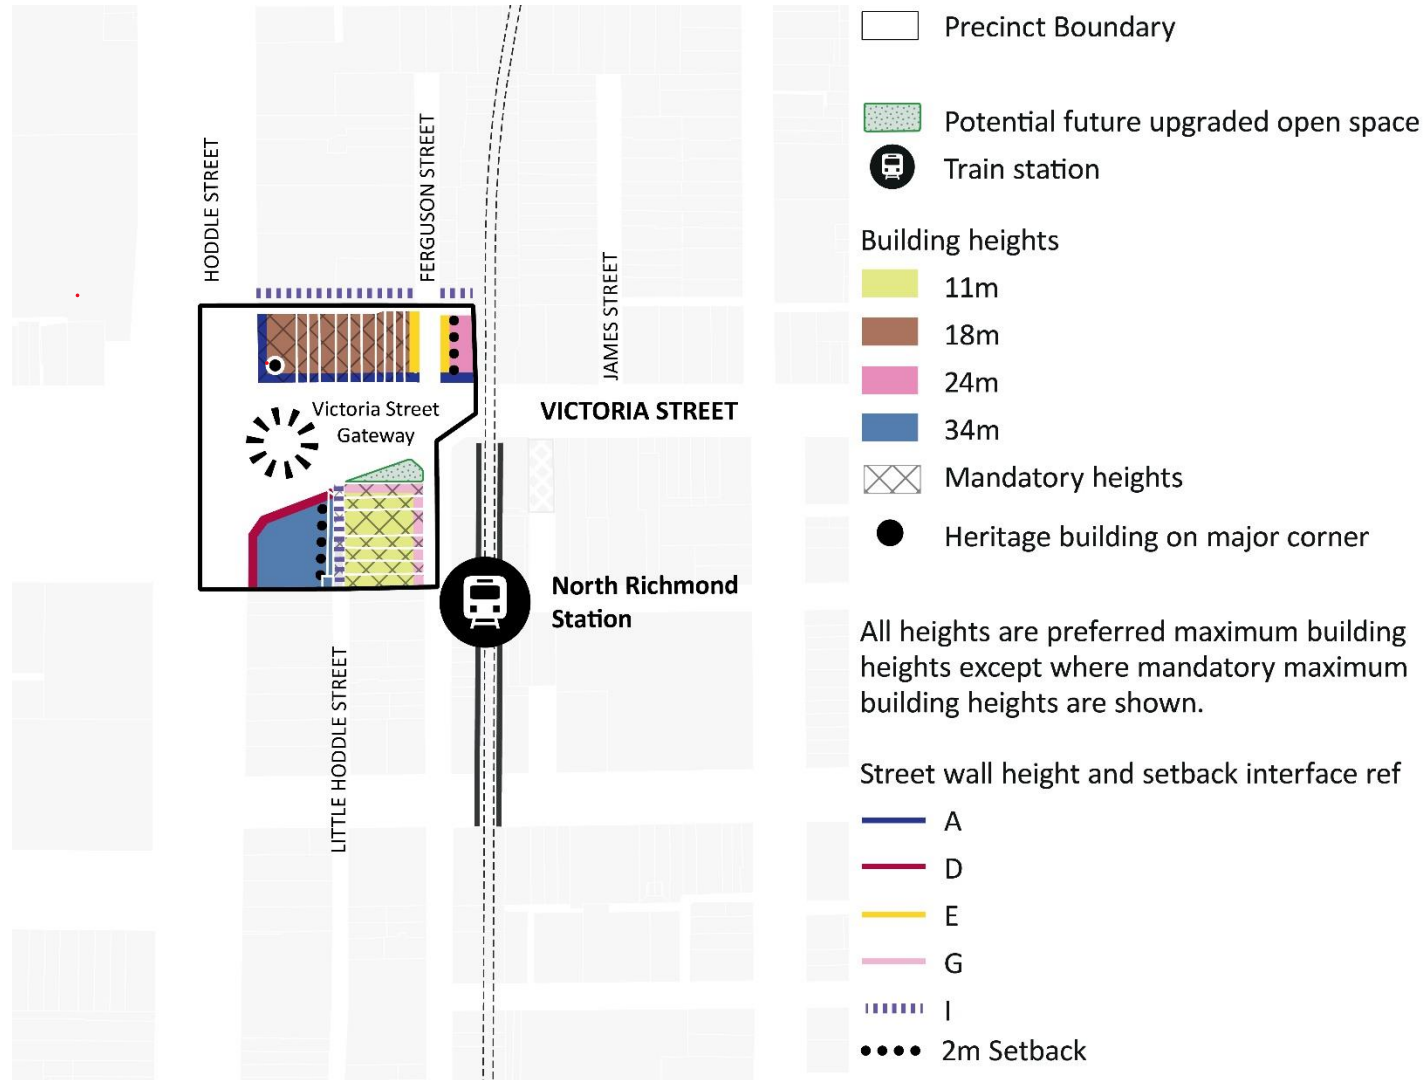 HODDLE STREET
FERGUSON STREET
JAMES STREET
VICTORIA STREET
Victoria Street
Gateway
North Richmond
Station
LITTLE HODDLE STREET
Precinct Boundary
Potential future upgraded open space
Train station
Building heights
11m
18m
24m
34m
Mandatory heights
Heritage building on major corner
All heights are preferred maximum building
heights except where mandatory maximum
building heights are shown.
Street wall height and setback interface ref
A
D
E
G
I
2m Setback